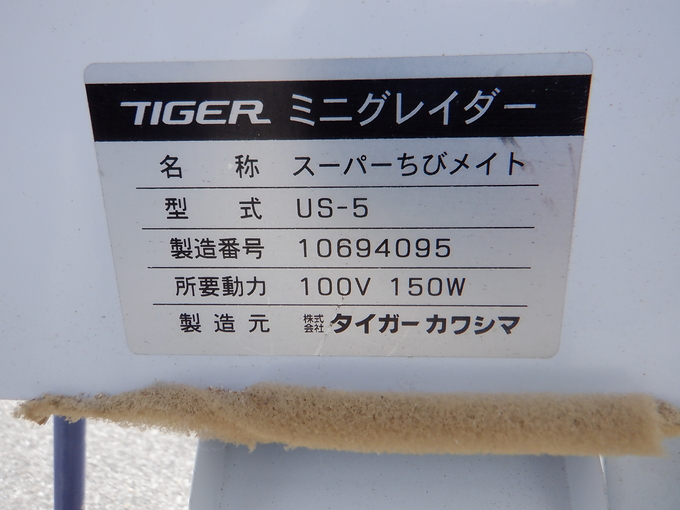 TIGER ミニグレイダー
名称 スーパーちびメイト
型式 US-5
製造番号 10694095
所要動力 100V 150W
製造元 株式会社 タイガーカワシマ